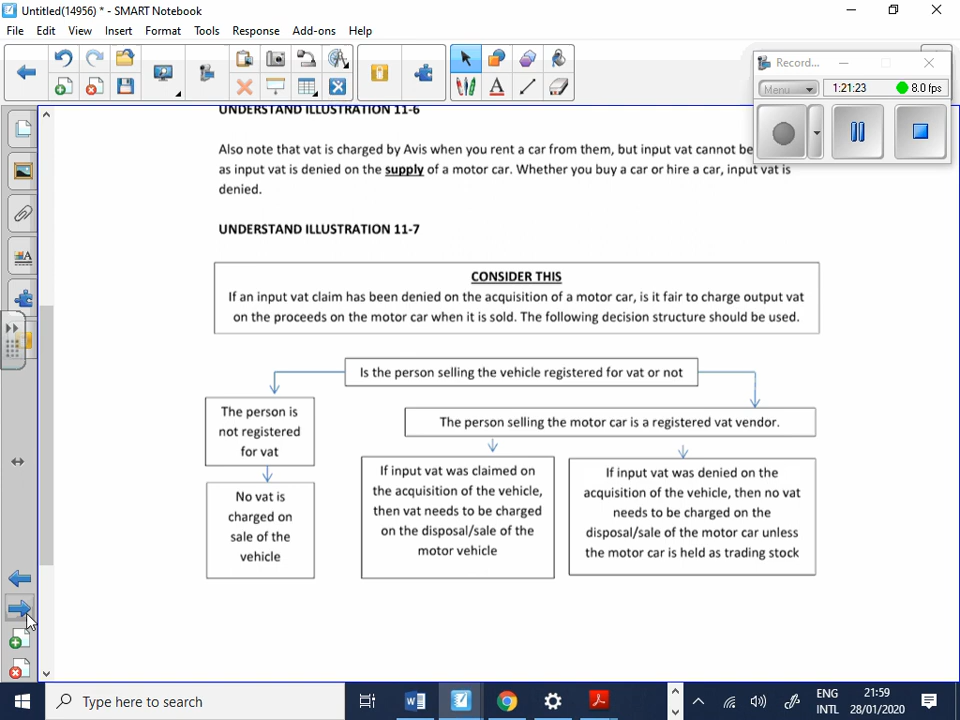 Untitled(14956) * - SMART Notebook
File Edit View Insert Format Tools Response Add-ons Help
Record...
Menu 1:21:23 8.0 fps
UNDERSTAND ILLUSTRATION 11-6
Also note that vat is charged by Avis when you rent a car from them, but input vat cannot be
as input vat is denied on the supply of a motor car. Whether you buy a car or hire a car, input vat is
denied.
UNDERSTAND ILLUSTRATION 11-7
CONSIDER THIS
If an input vat claim has been denied on the acquisition of a motor car, is it fair to charge output vat
on the proceeds on the motor car when it is sold. The following decision structure should be used.
Is the person selling the vehicle registered for vat or not
The person is
not registered
for vat
The person selling the motor car is a registered vat vendor.
No vat is
charged on
sale of the
vehicle
If input vat was claimed on
the acquisition of the vehicle,
then vat needs to be charged
on the disposal/sale of the
motor vehicle
If input vat was denied on the
acquisition of the vehicle, then no vat
needs to be charged on the
disposal/sale of the motor car unless
the motor car is held as trading stock
Type here to search
ENG
INTL
21:59
28/01/2020